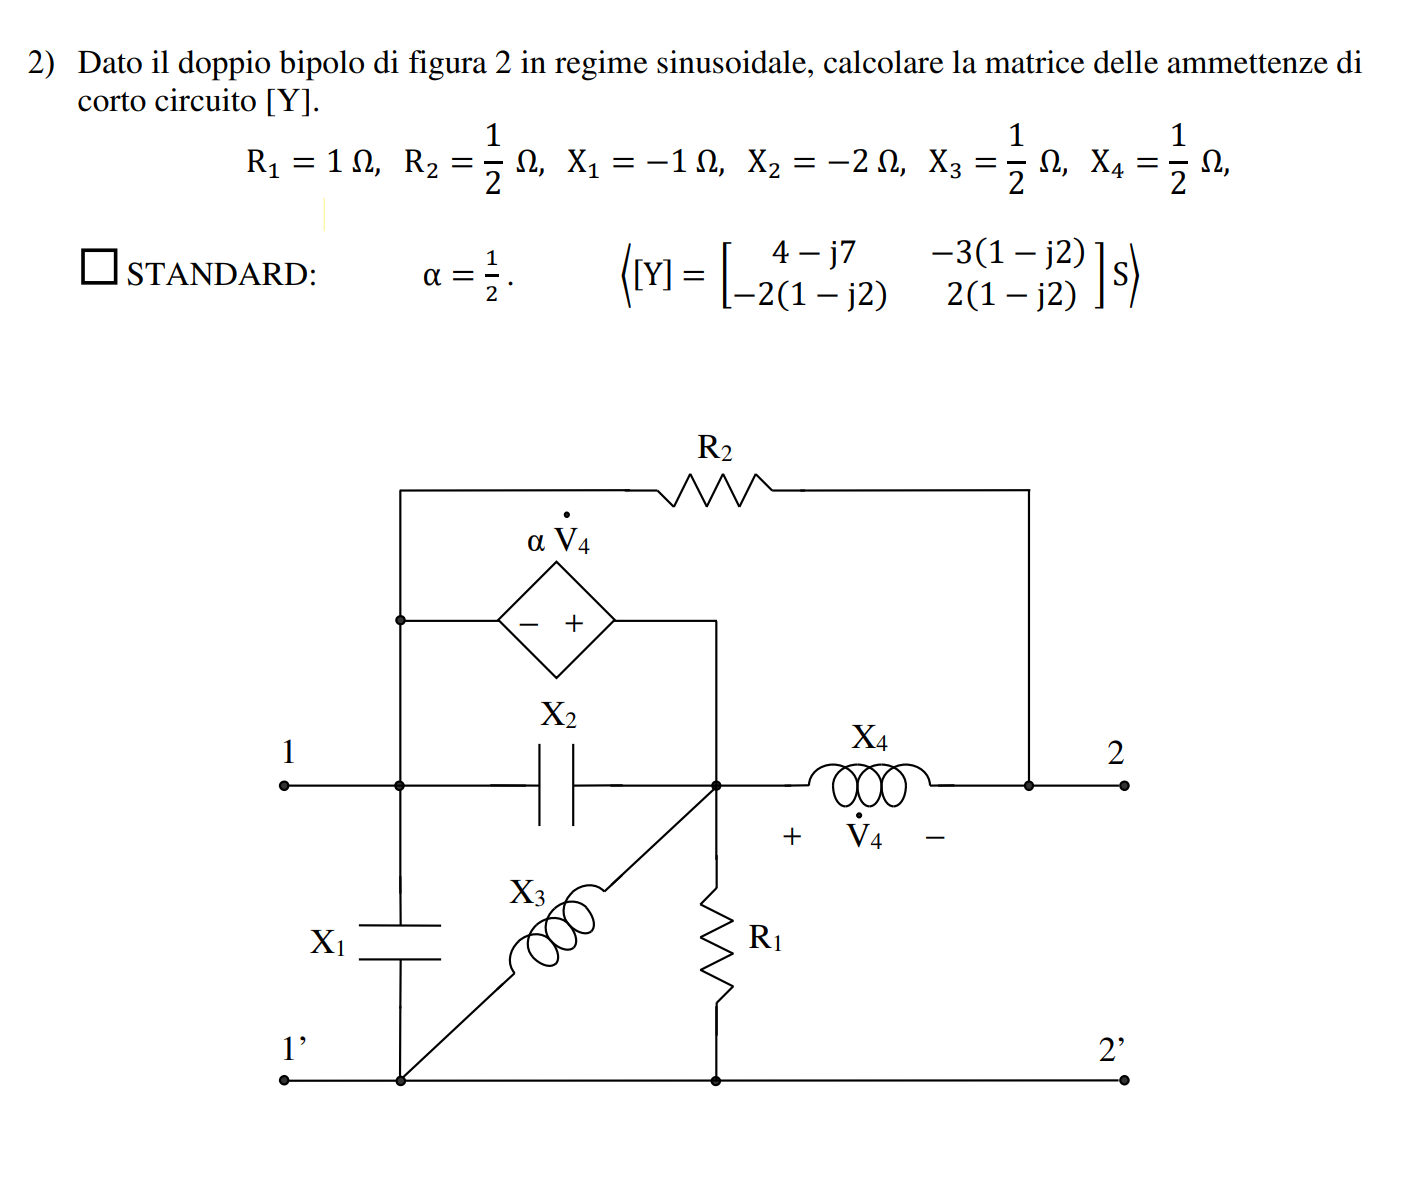 2) Dato il doppio bipolo di figura 2 in regime sinusoidale, calcolare la matrice delle ammettenze di
corto circuito [Y].
R₁ = 1 Ω, R₂ = 1/2 Ω, X₁ = −1 Ω, X₂ = −2 Ω, X₃ = 1/2 Ω, X₄ = 1/2 Ω,
STANDARD: α = 1/2 . ⟨[Y] = [4 − j7 −3(1 − j2)
−2(1 − j2) 2(1 − j2)] S⟩
R2
α V̇4
− +
X2
1
X4
2
+ V̇4 −
X3
X1
R1
1’
2’